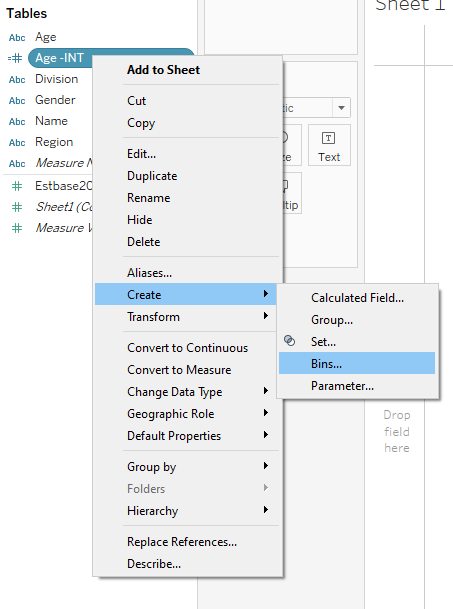 Sheet 1
Tables
Abc Age
=# Age -INT
Abc Division
Abc Gender
Abc Name
Abc Region
Abc Measure N
# Estbase20
# Sheet1 (Co
# Measure V
Add to Sheet
Cut
Copy
Edit...
Duplicate
Rename
Hide
Delete
Aliases...
Create
Transform
Convert to Continuous
Convert to Measure
Change Data Type
Geographic Role
Default Properties
Group by
Folders
Hierarchy
Replace References...
Describe...
Calculated Field...
Group...
Set...
Bins...
Parameter...
tic
ze
T Text
ltip
Drop
field
here